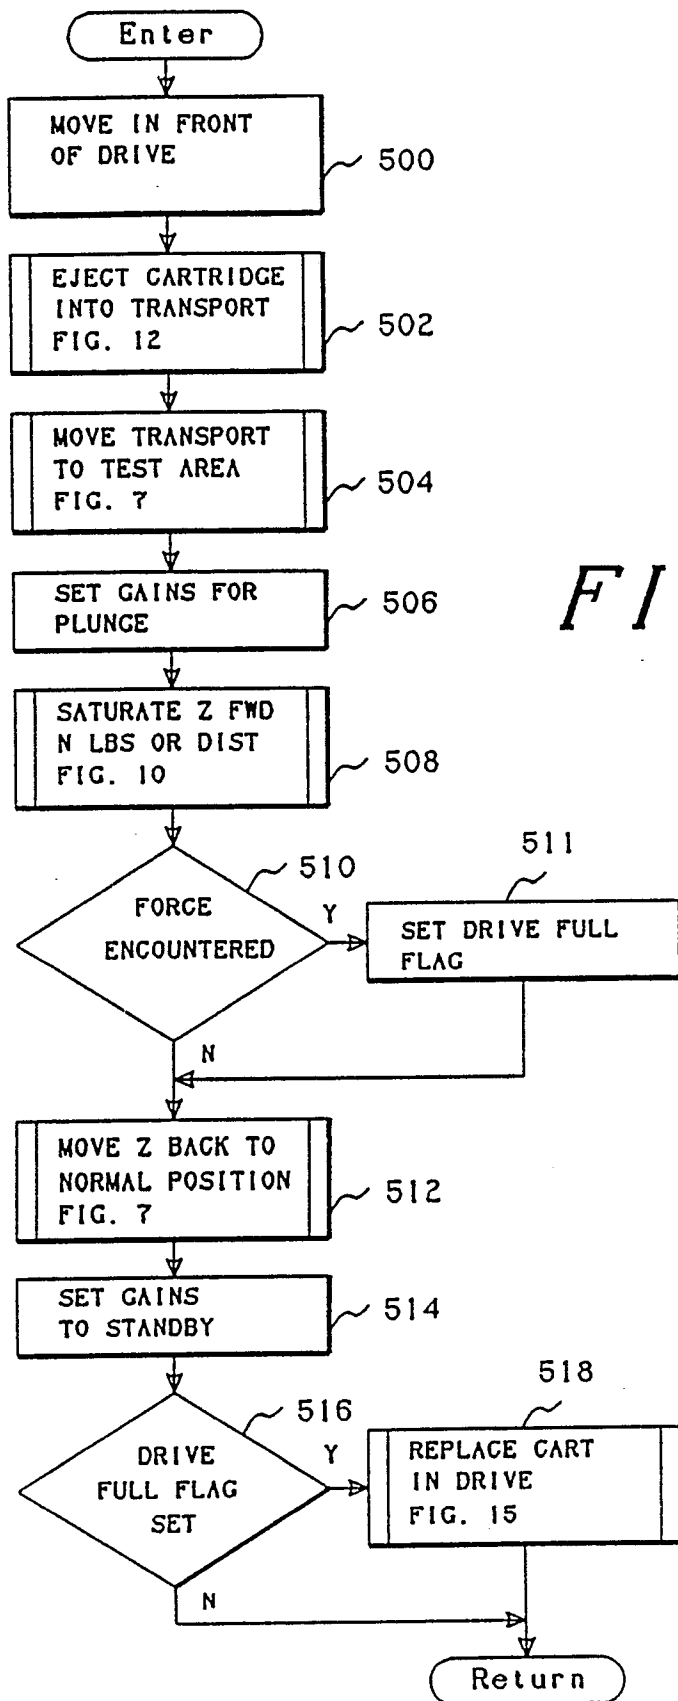 Enter
MOVE IN FRONT
OF DRIVE
500
EJECT CARTRIDGE
INTO TRANSPORT
FIG. 12
502
MOVE TRANSPORT
TO TEST AREA
FIG. 7
504
SET GAINS FOR
PLUNGE
506
FI
SATURATE Z FWD
N LBS OR DIST
FIG. 10
508
510
FORCE
ENCOUNTERED
Y
511
SET DRIVE FULL
FLAG
N
MOVE Z BACK TO
NORMAL POSITION
FIG. 7
512
SET GAINS
TO STANDBY
514
516
DRIVE
FULL FLAG
SET
Y
518
REPLACE CART
IN DRIVE
FIG. 15
N
Return